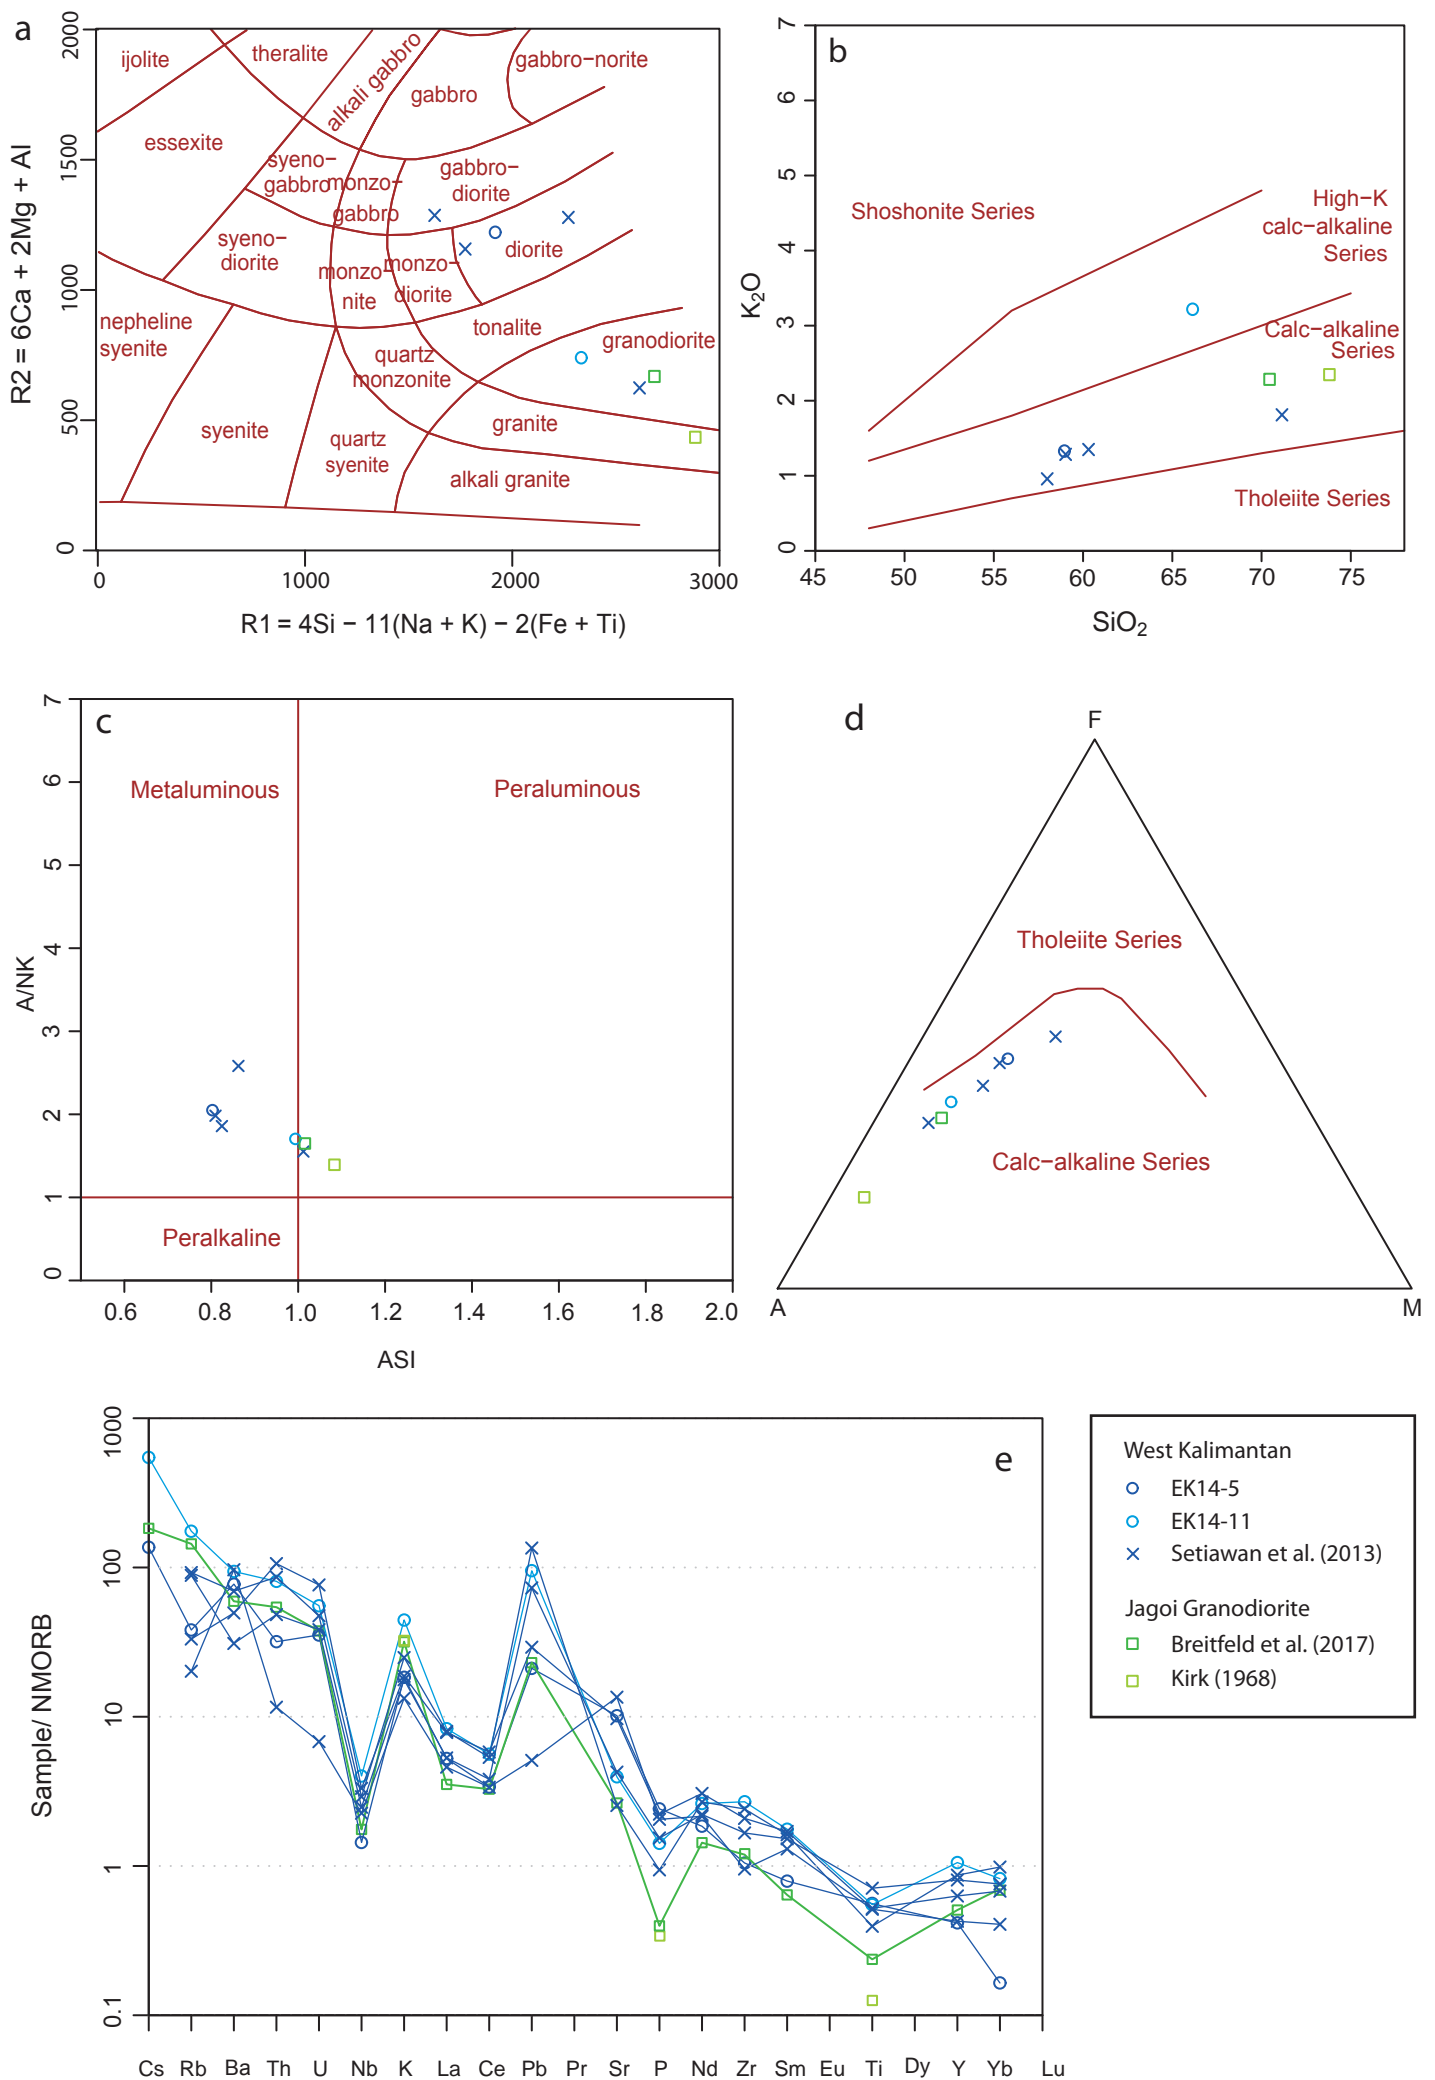 a
2000
1500
1000
500
0
R2 = 6Ca + 2Mg + Al
ijolite
theralite
alkali gabbro
gabbro−norite
gabbro
essexite
syeno−
gabbro
monzo−
gabbro
gabbro−
diorite
syeno−
diorite
monzo−
nite
monzo−
diorite
diorite
nepheline
syenite
tonalite
granodiorite
quartz
monzonite
granite
syenite
quartz
syenite
alkali granite
0
1000
2000
3000
R1 = 4Si − 11(Na + K) − 2(Fe + Ti)
b
7
6
5
4
3
2
1
0
K2O
Shoshonite Series
High−K
calc−alkaline
Series
Calc−alkaline
Series
Tholeiite Series
45
50
55
60
65
70
75
SiO2
c
7
6
5
4
3
2
1
0
A/NK
Metaluminous
Peraluminous
Peralkaline
0.6
0.8
1.0
1.2
1.4
1.6
1.8
2.0
ASI
d
F
Tholeiite Series
Calc−alkaline Series
A
M
e
1000
100
10
1
0.1
Sample/ NMORB
Cs
Rb
Ba
Th
U
Nb
K
La
Ce
Pb
Pr
Sr
P
Nd
Zr
Sm
Eu
Ti
Dy
Y
Yb
Lu
West Kalimantan
EK14-5
EK14-11
Setiawan et al. (2013)
Jagoi Granodiorite
Breitfeld et al. (2017)
Kirk (1968)